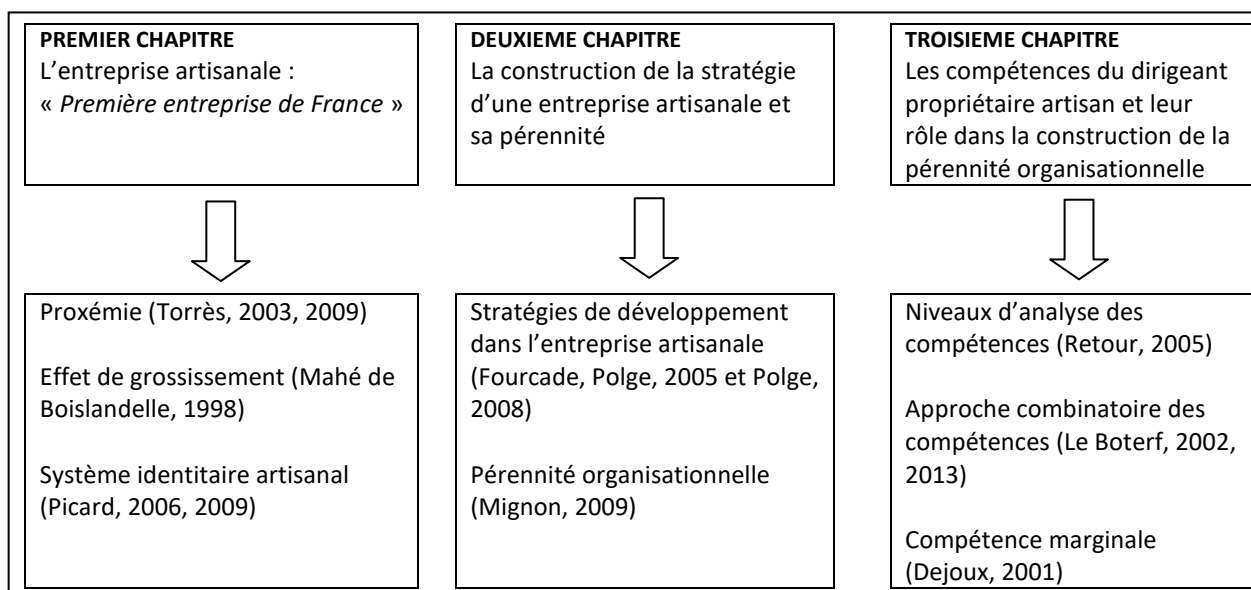 PREMIER CHAPITRE
L’entreprise artisanale :
« Première entreprise de France »
DEUXIEME CHAPITRE
La construction de la stratégie
d’une entreprise artisanale et
sa pérennité
TROISIEME CHAPITRE
Les compétences du dirigeant
propriétaire artisan et leur
rôle dans la construction de la
pérennité organisationnelle
Proxémie (Torrès, 2003, 2009)
Effet de grossissement (Mahé de
Boislandelle, 1998)
Système identitaire artisanal
(Picard, 2006, 2009)
Stratégies de développement
dans l’entreprise artisanale
(Fourcade, Polge, 2005 et Polge,
2008)
Pérennité organisationnelle
(Mignon, 2009)
Niveaux d’analyse des
compétences (Retour, 2005)
Approche combinatoire des
compétences (Le Boterf, 2002,
2013)
Compétence marginale
(Dejoux, 2001)